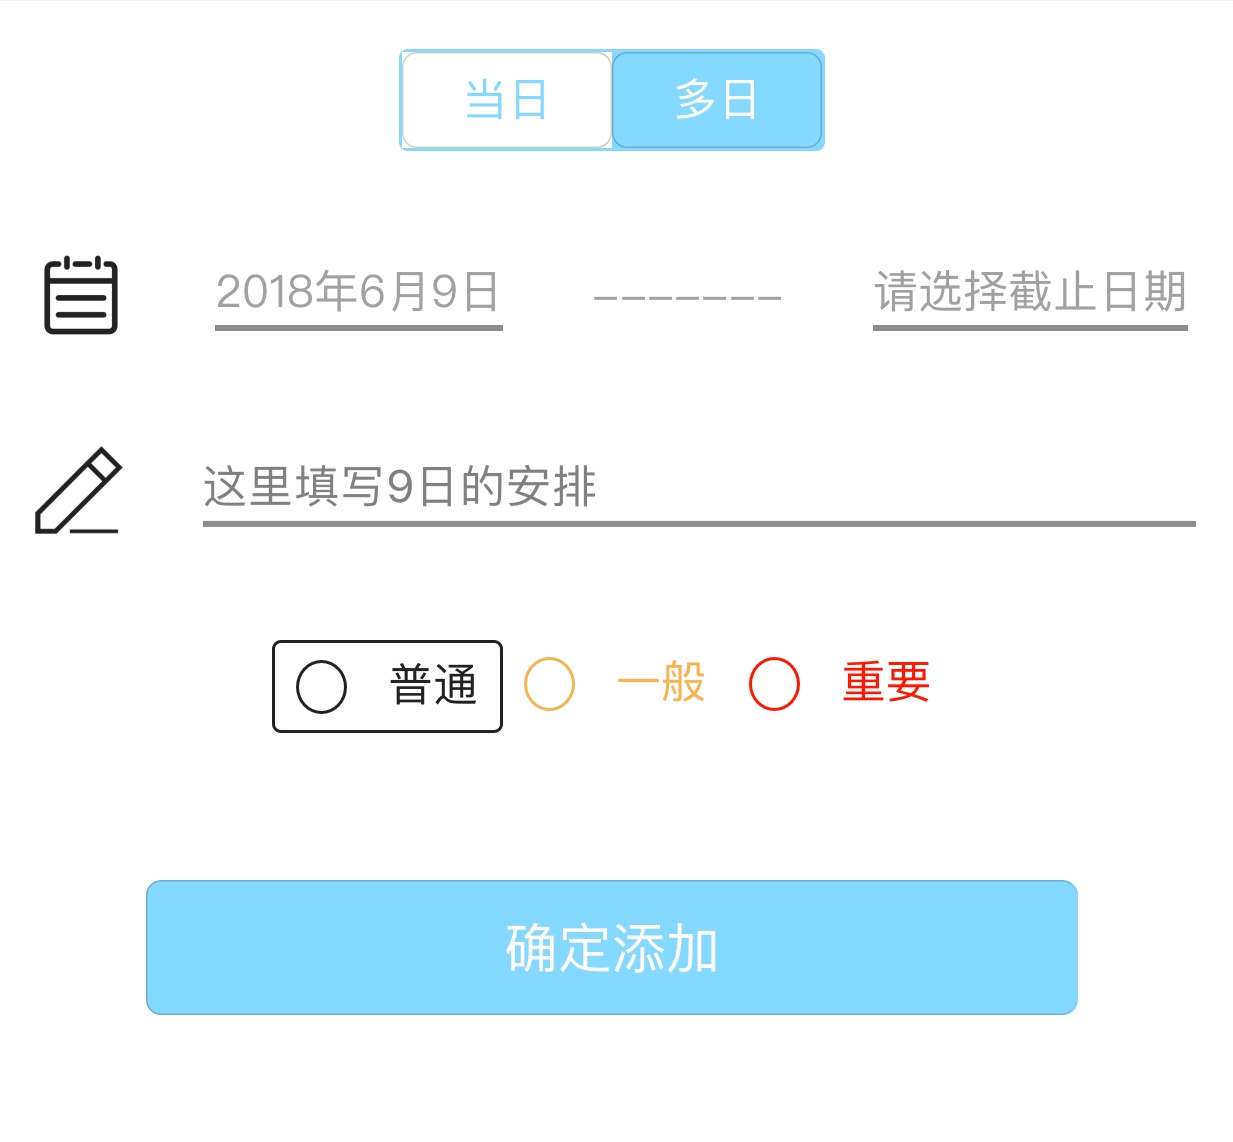 当日 多日
2018年6月9日 ------- 请选择截止日期
这里填写9日的安排
普通 一般 重要
确定添加